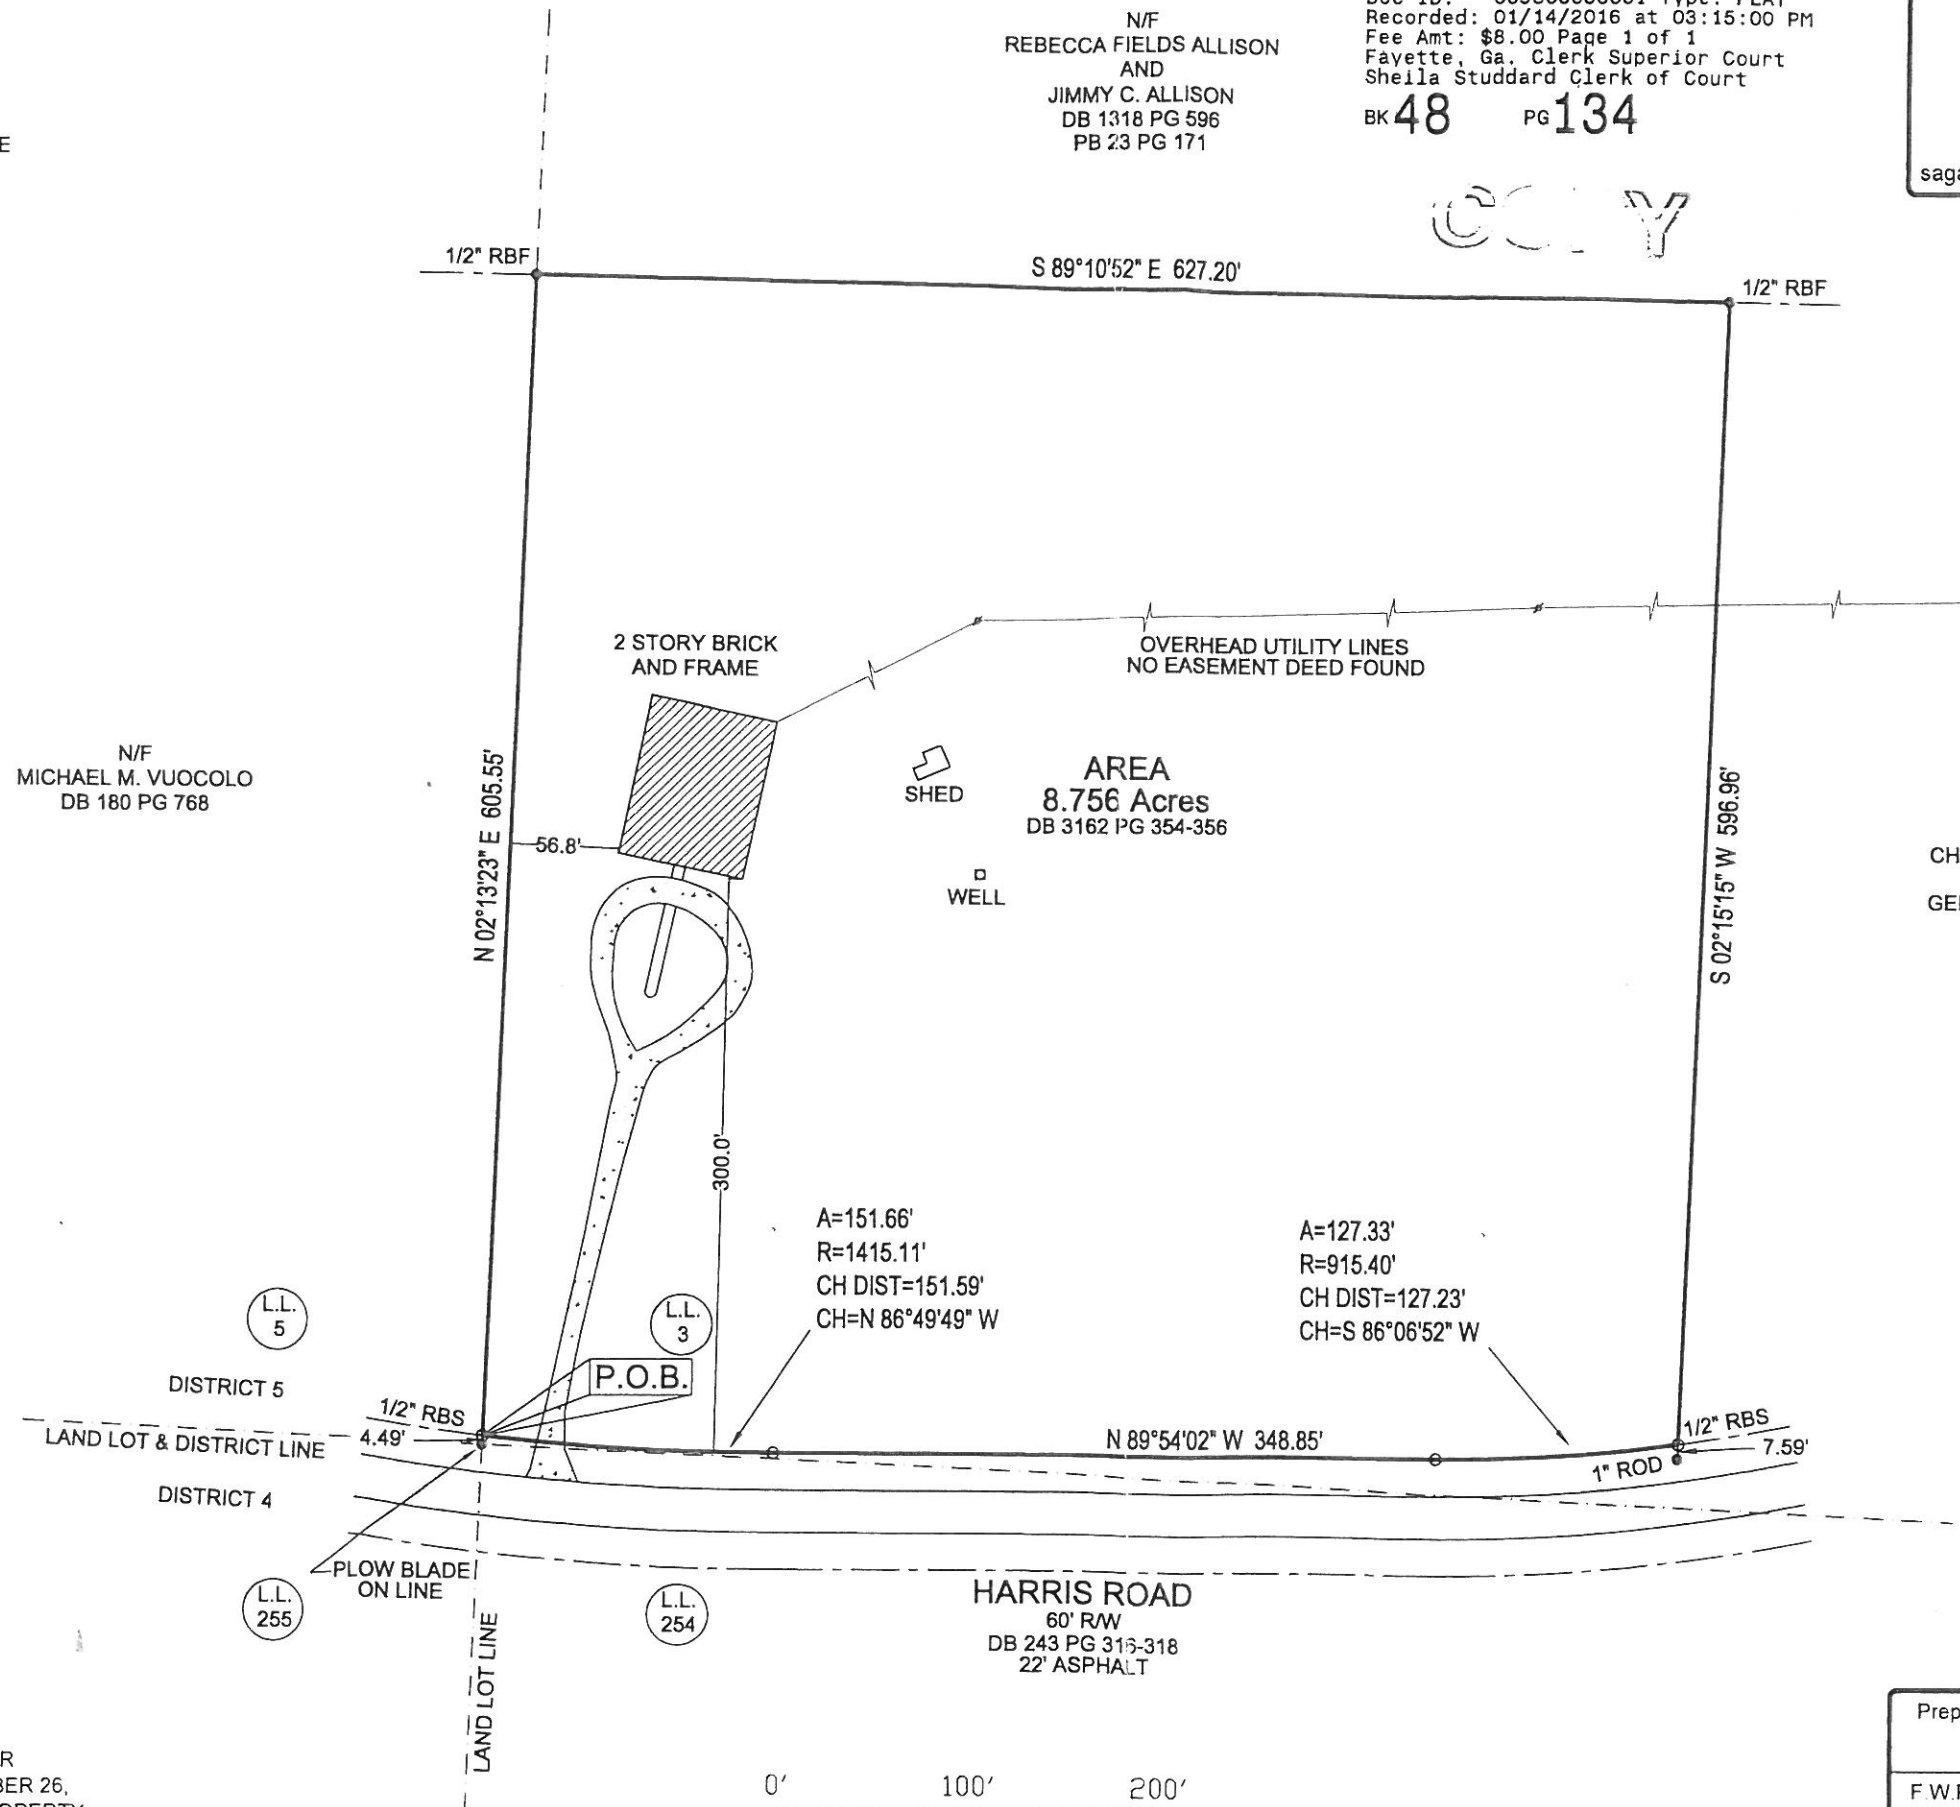 N/F
REBECCA FIELDS ALLISON
AND
JIMMY C. ALLISON
DB 1318 PG 596
PB 23 PG 171
Recorded: 01/14/2016 at 03:15:00 PM
Fee Amt: $8.00 Page 1 of 1
Fayette, Ga. Clerk Superior Court
Sheila Studdard Clerk of Court
BK 48 PG 134
E
saga
COPY
1/2" RBF
S 89°10'52" E 627.20'
1/2" RBF
2 STORY BRICK
AND FRAME
OVERHEAD UTILITY LINES
NO EASEMENT DEED FOUND
N/F
MICHAEL M. VUOCOLO
DB 180 PG 768
N 02°13'23" E 605.55'
56.8'
SHED
AREA
8.756 Acres
DB 3162 PG 354-356
WELL
S 02°15'15" W 596.96'
CH
GE
300.0'
A=151.66'
R=1415.11'
CH DIST=151.59'
CH=N 86°49'49" W
A=127.33'
R=915.40'
CH DIST=127.23'
CH=S 86°06'52" W
L.L.
5
L.L.
3
P.O.B.
DISTRICT 5
1/2" RBS
4.49'
LAND LOT & DISTRICT LINE
DISTRICT 4
N 89°54'02" W 348.85'
1/2" RBS
7.59'
1" ROD
PLOW BLADE
ON LINE
L.L.
255
L.L.
254
LAND LOT LINE
HARRIS ROAD
60' R/W
DB 243 PG 316-318
22' ASPHALT
R
BER 26,
0' 100' 200'
Prep
F.W.